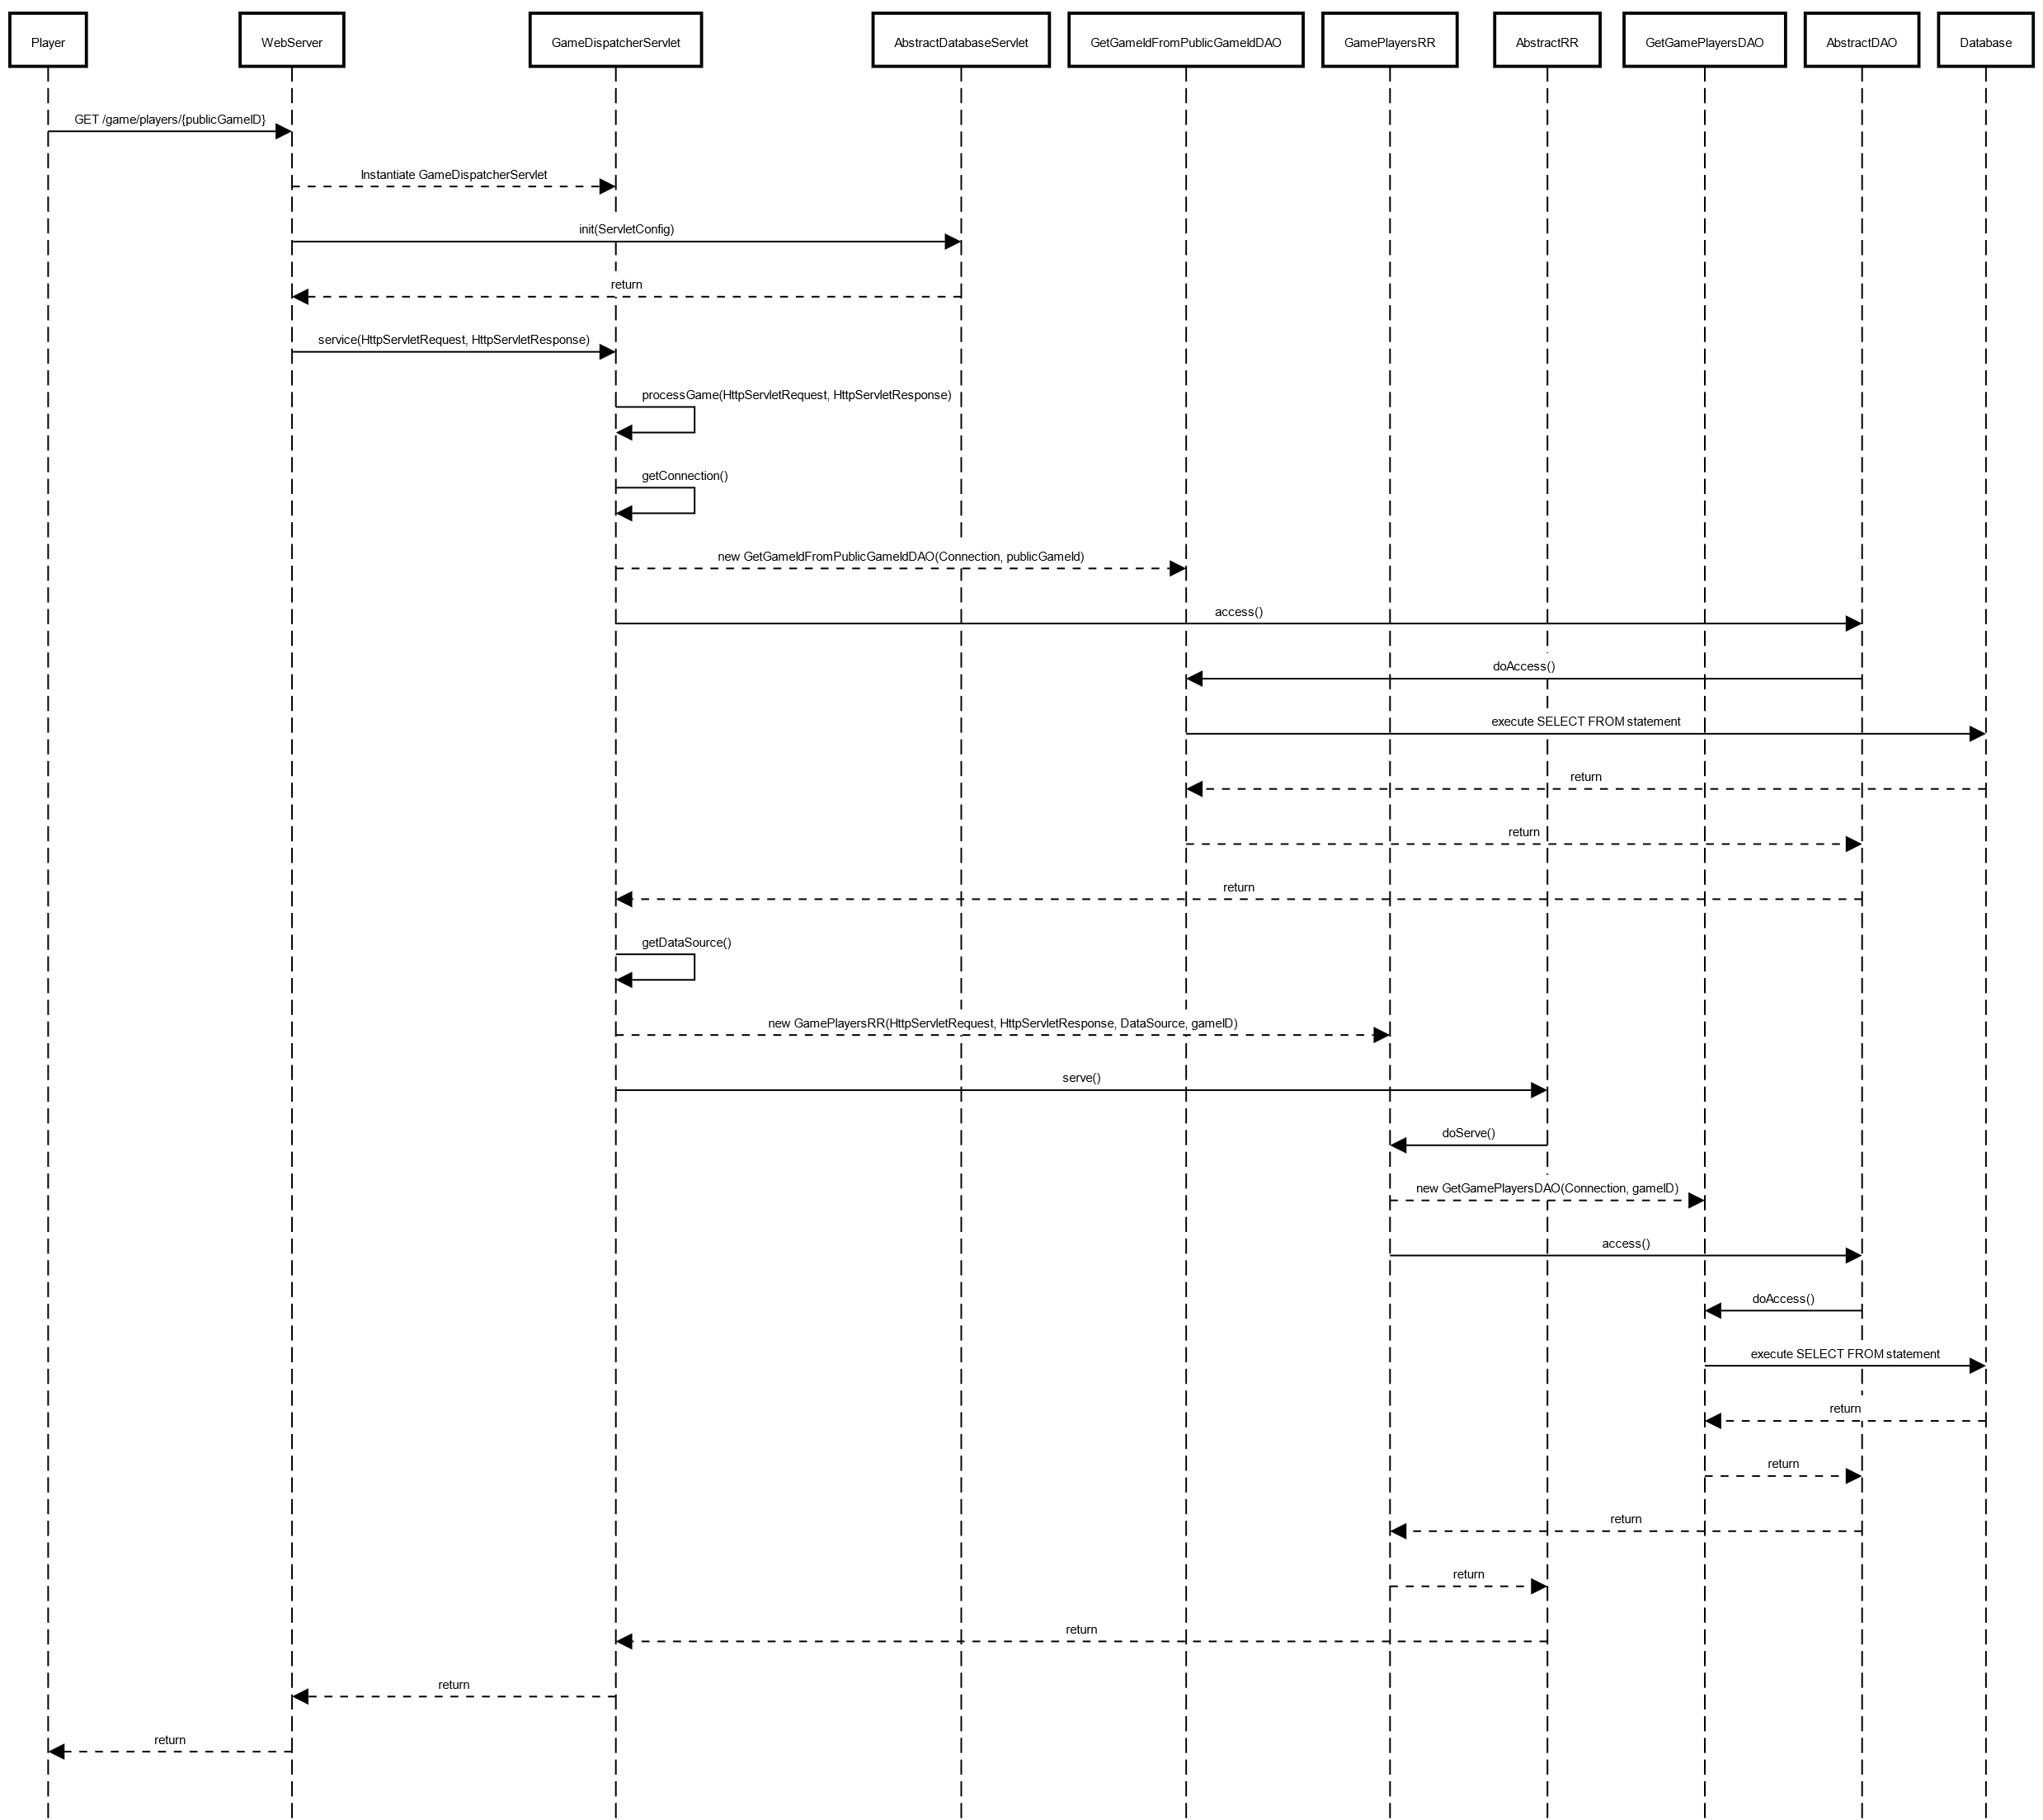 Player
WebServer
GameDispatcherServlet
AbstractDatabaseServlet
GetGameIdFromPublicGameIdDAO
GamePlayersRR
AbstractRR
GetGamePlayersDAO
AbstractDAO
Database
GET /game/players/{publicGameID}
Instantiate GameDispatcherServlet
init(ServletConfig)
return
service(HttpServletRequest, HttpServletResponse)
processGame(HttpServletRequest, HttpServletResponse)
getConnection()
new GetGameIdFromPublicGameIdDAO(Connection, publicGameId)
access()
doAccess()
execute SELECT FROM statement
return
return
return
getDataSource()
new GamePlayersRR(HttpServletRequest, HttpServletResponse, DataSource, gameID)
serve()
doServe()
new GetGamePlayersDAO(Connection, gameID)
access()
doAccess()
execute SELECT FROM statement
return
return
return
return
return
return
return